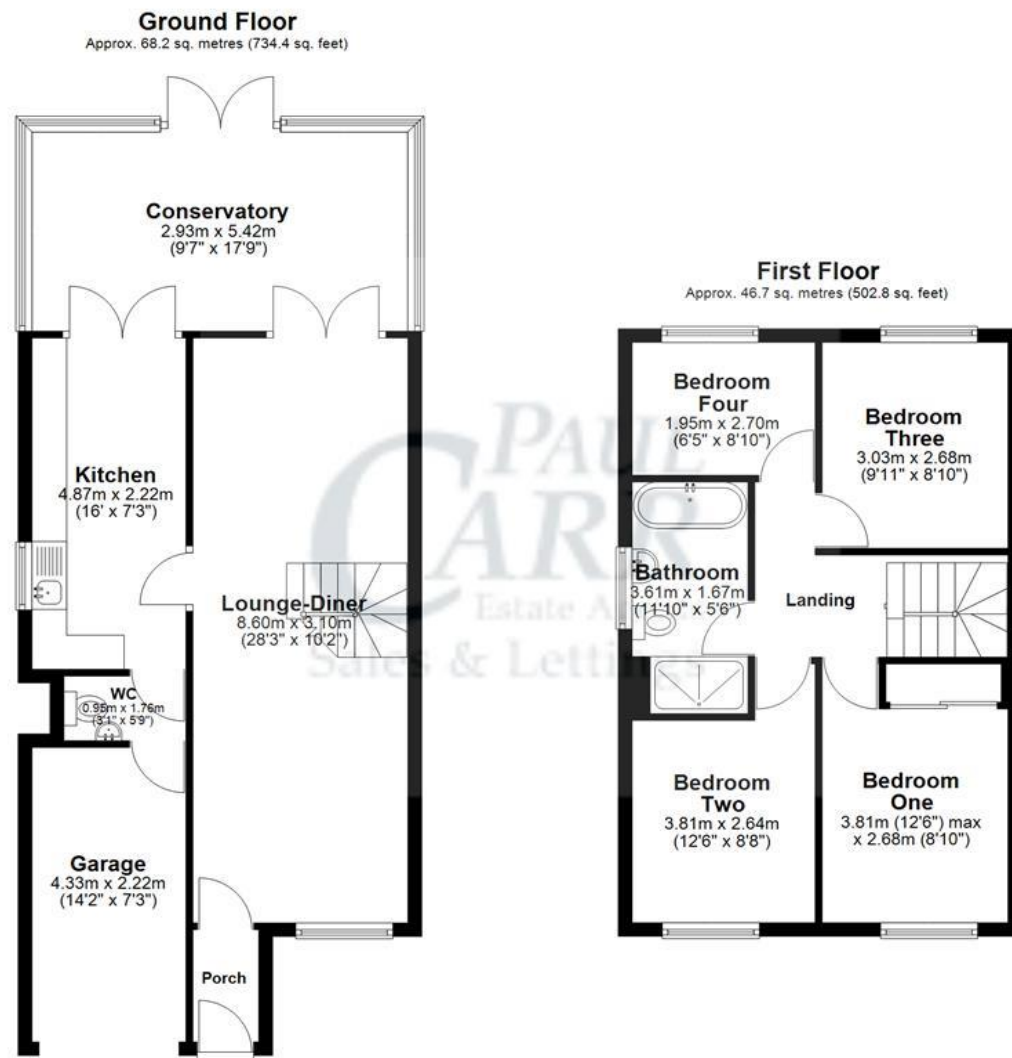 Ground Floor
Approx. 68.2 sq. metres (734.4 sq. feet)
Conservatory
2.93m x 5.42m
(9'7" x 17'9")
Kitchen
4.87m x 2.22m
(16' x 7'3")
Lounge-Diner
8.60m x 3.10m
(28'3" x 10'2")
WC
0.95m x 1.76m
(3'1" x 5'9")
Garage
4.33m x 2.22m
(14'2" x 7'3")
Porch
First Floor
Approx. 46.7 sq. metres (502.8 sq. feet)
Bedroom
Four
1.95m x 2.70m
(6'5" x 8'10")
Bedroom
Three
3.03m x 2.68m
(9'11" x 8'10")
Bathroom
3.61m x 1.67m
(11'10" x 5'6")
Landing
Bedroom
Two
3.81m x 2.64m
(12'6" x 8'8")
Bedroom
One
3.81m (12'6") max
x 2.68m (8'10")
PAUL
CARR
Estate A
Sales & Lettings